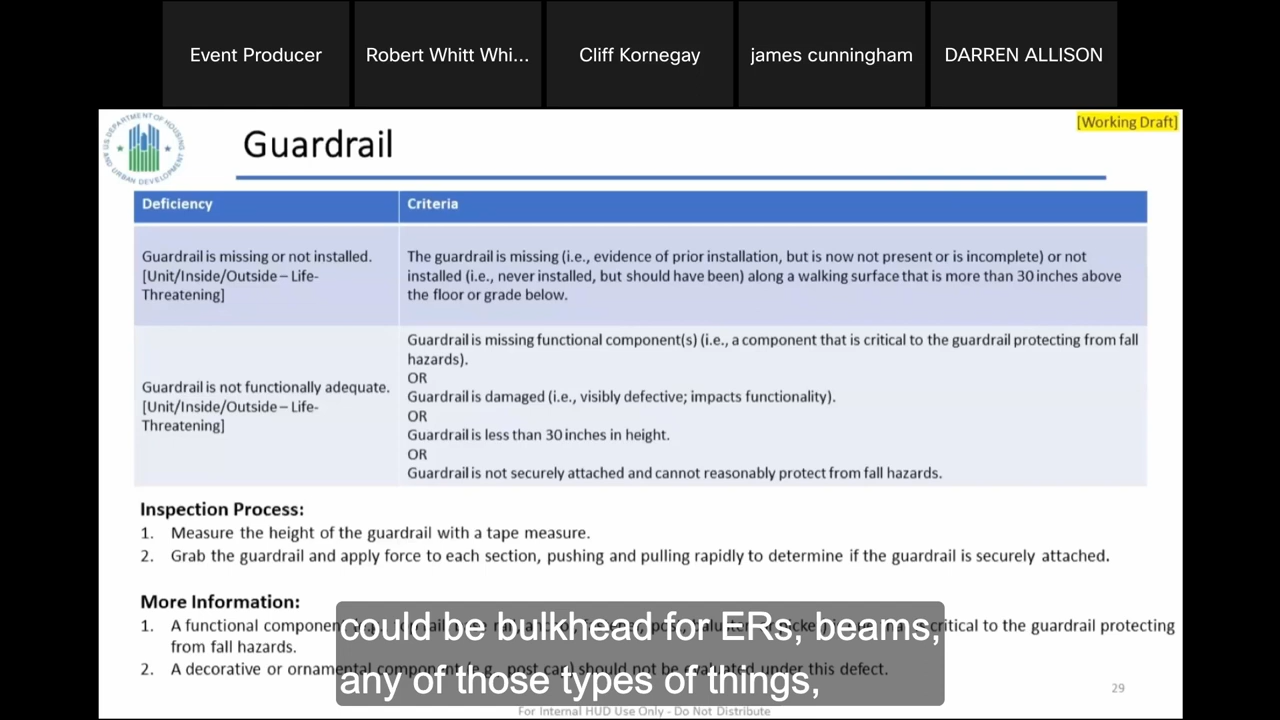 Event Producer
Robert Whitt Whi...
Cliff Kornegay
james cunningham
DARREN ALLISON
[Working Draft]
U.S. DEPARTMENT OF HOUSING AND URBAN DEVELOPMENT
Guardrail
Deficiency
Criteria
Guardrail is missing or not installed.
[Unit/Inside/Outside – Life-
Threatening]
The guardrail is missing (i.e., evidence of prior installation, but is now not present or is incomplete) or not
installed (i.e., never installed, but should have been) along a walking surface that is more than 30 inches above
the floor or grade below.
Guardrail is not functionally adequate.
[Unit/Inside/Outside – Life-
Threatening]
Guardrail is missing functional component(s) (i.e., a component that is critical to the guardrail protecting from fall
hazards).
OR
Guardrail is damaged (i.e., visibly defective; impacts functionality).
OR
Guardrail is less than 30 inches in height.
OR
Guardrail is not securely attached and cannot reasonably protect from fall hazards.
Inspection Process:
1. Measure the height of the guardrail with a tape measure.
2. Grab the guardrail and apply force to each section, pushing and pulling rapidly to determine if the guardrail is securely attached.
More Information:
1. A functional component critical to the guardrail protecting
from fall hazards.
2. A decorative or ornamental component (e.g., post cap) should not be evaluated under this defect.
could be bulkhead for ERs, beams,
any of those types of things,
29
For Internal HUD Use Only - Do Not Distribute